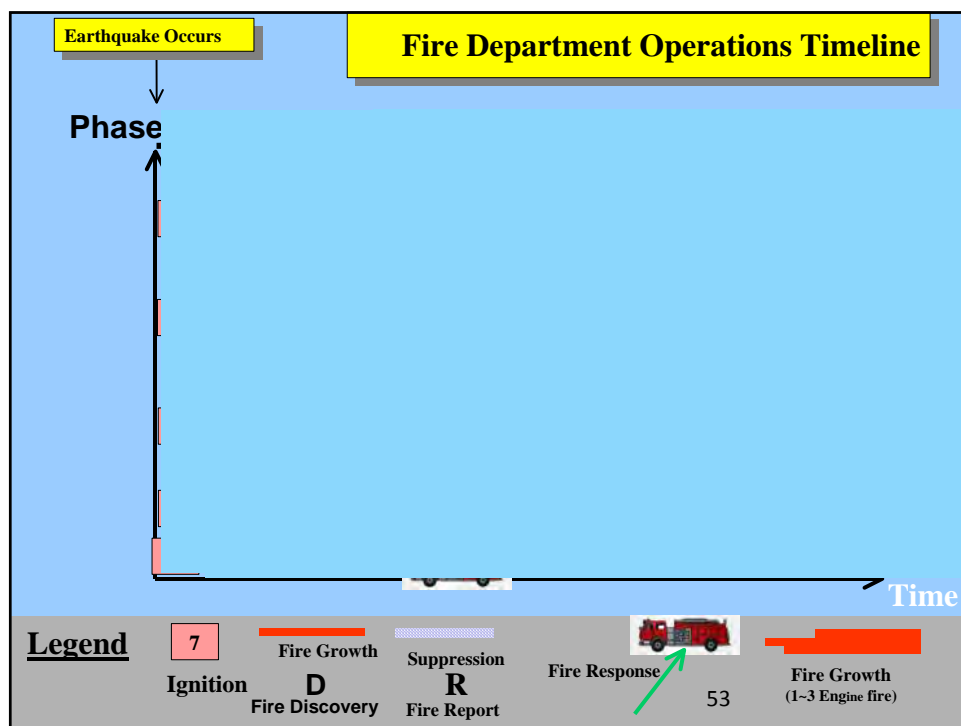 Earthquake Occurs
Fire Department Operations Timeline
Phase
Time
Legend
7
Ignition
Fire Growth
D
Fire Discovery
Suppression
R
Fire Report
Fire Response
53
Fire Growth
(1~3 Engine fire)